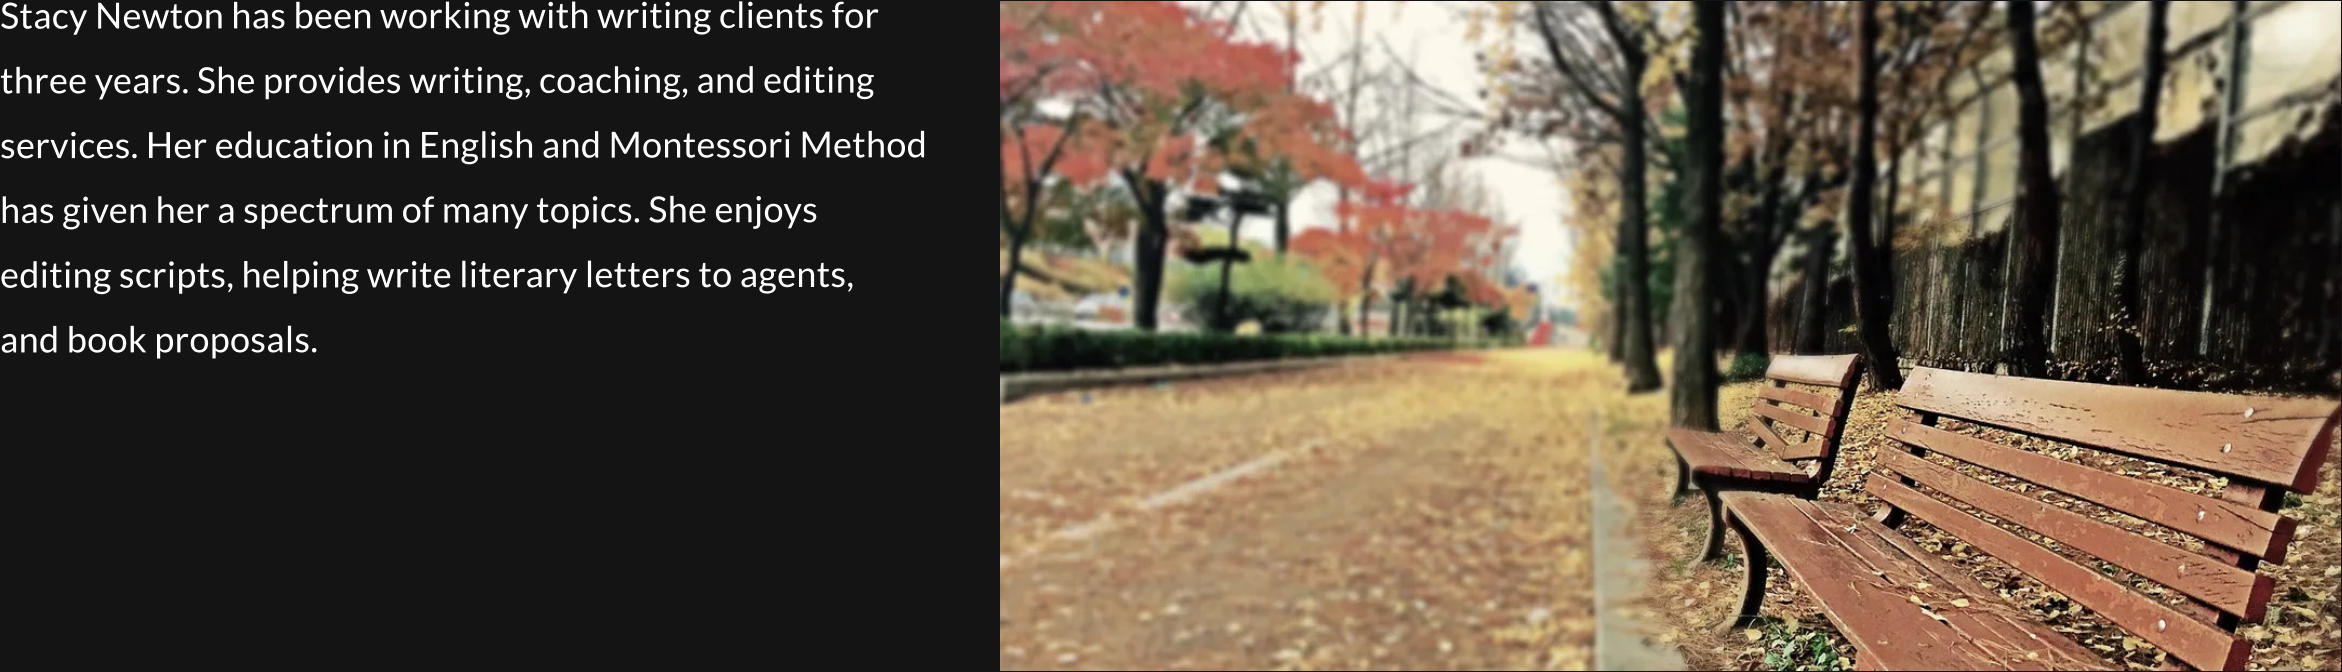 Stacy Newton has been working with writing clients for
three years. She provides writing, coaching, and editing
services. Her education in English and Montessori Method
has given her a spectrum of many topics. She enjoys
editing scripts, helping write literary letters to agents,
and book proposals.